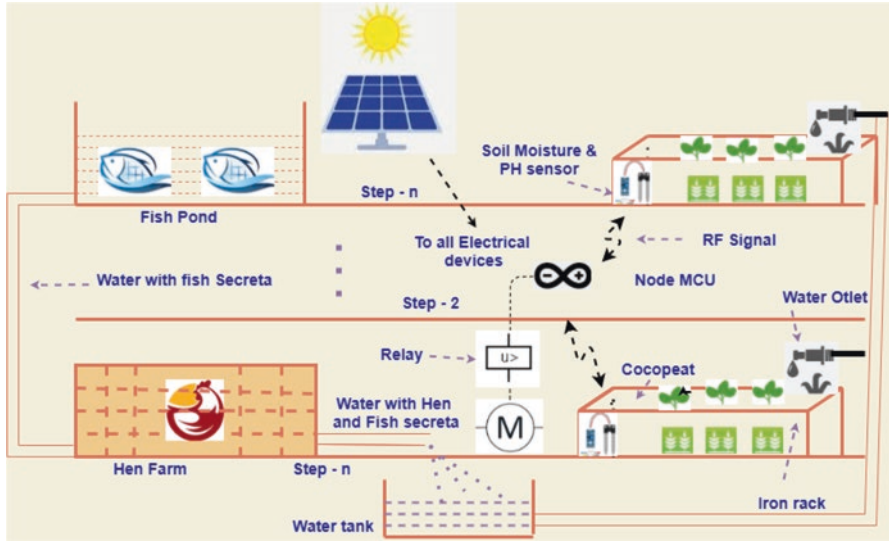 Soil Moisture &
PH sensor
Step - n
Fish Pond
To all Electrical
devices
RF Signal
Water with fish Secreta
Node MCU
Water Otlet
Step - 2
Relay
U>
Cocopeat
Water with Hen
and Fish secreta
M
Hen Farm
Step - n
Iron rack
Water tank